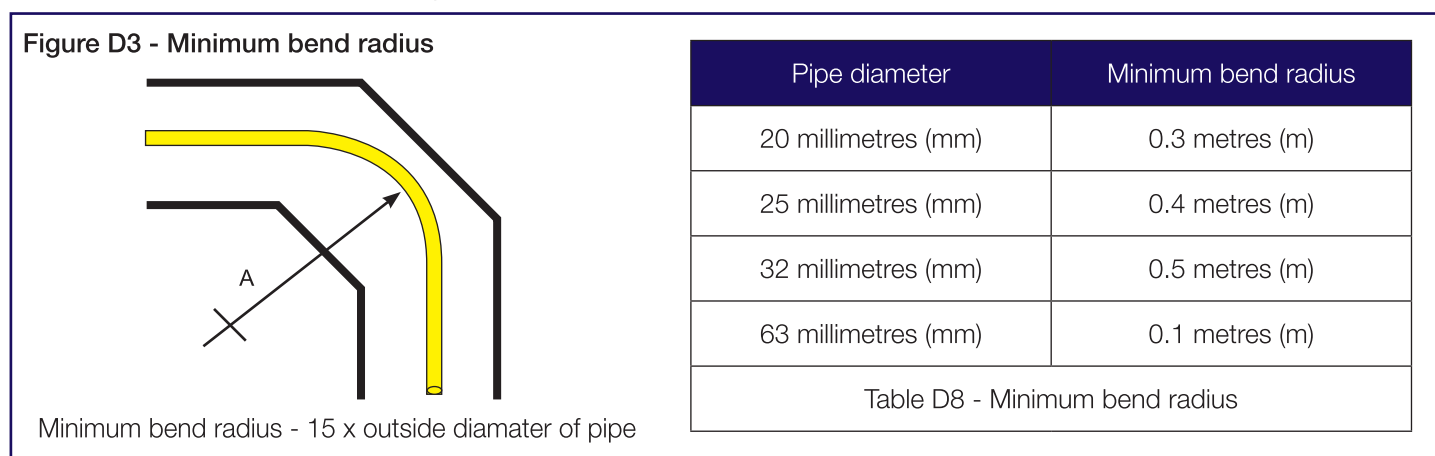 Figure D3 - Minimum bend radius
A
Minimum bend radius - 15 x outside diamater of pipe
Pipe diameter Minimum bend radius
20 millimetres (mm) 0.3 metres (m)
25 millimetres (mm) 0.4 metres (m)
32 millimetres (mm) 0.5 metres (m)
63 millimetres (mm) 0.1 metres (m)
Table D8 - Minimum bend radius